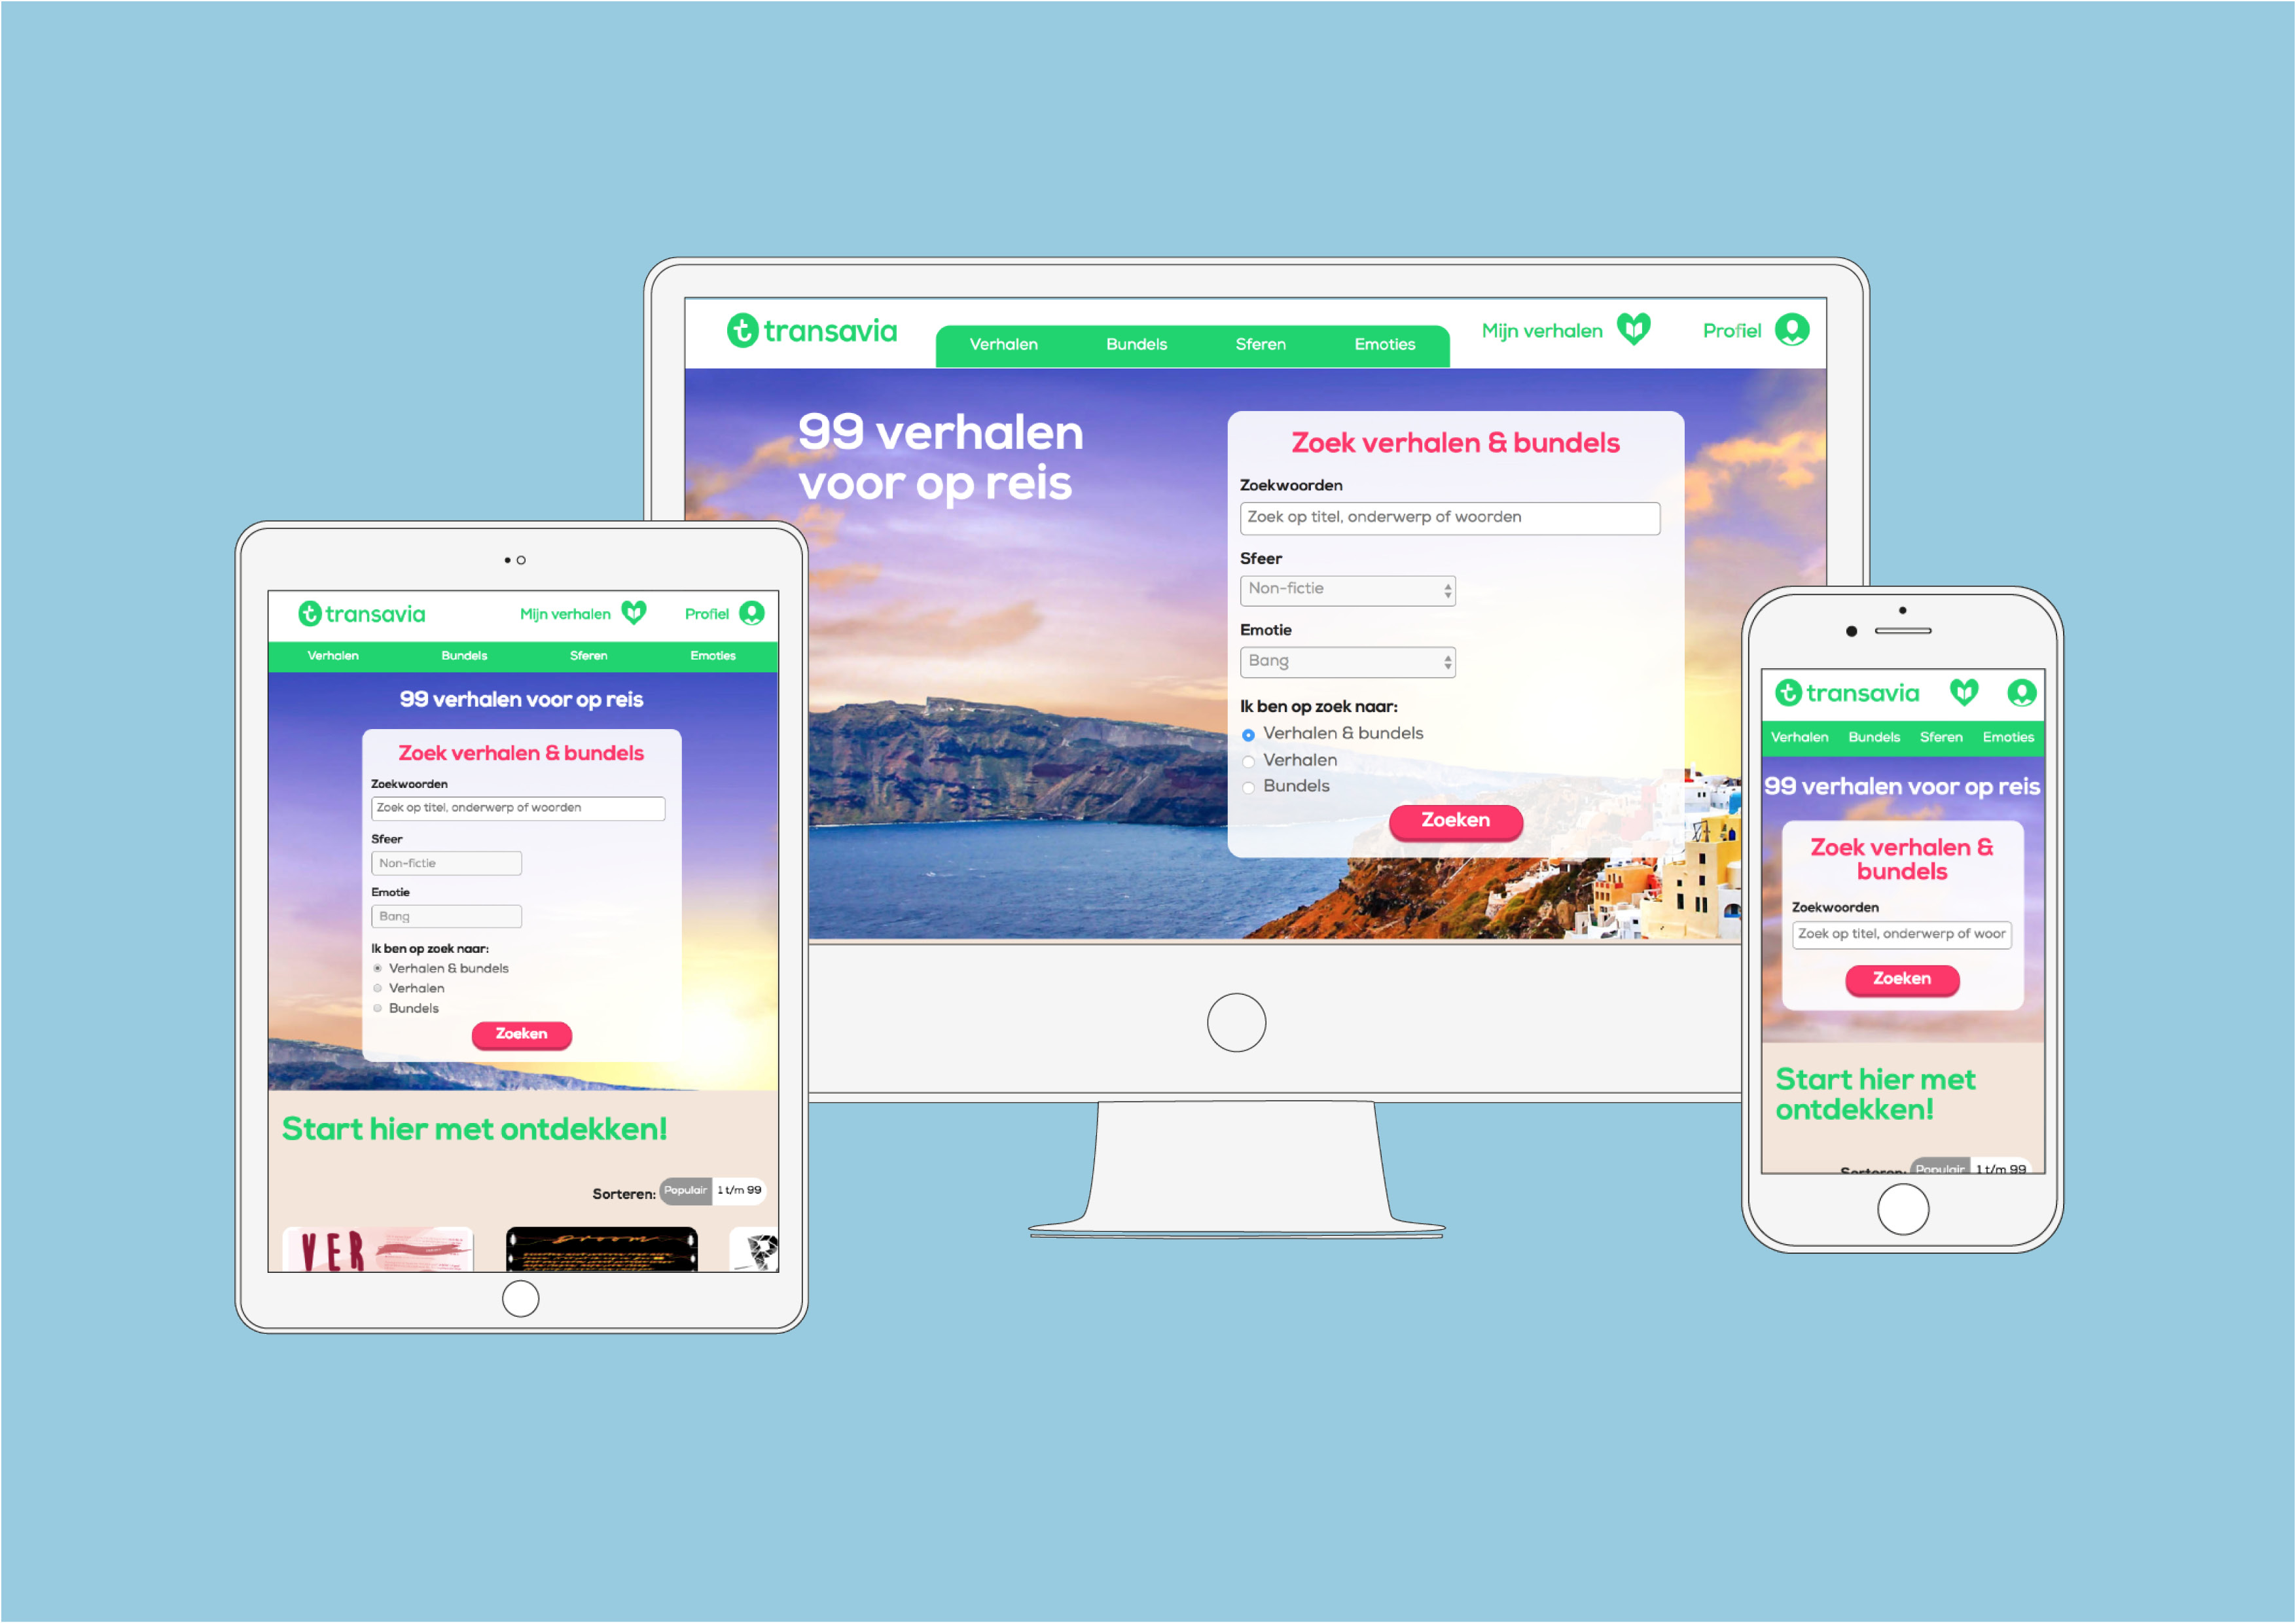 transavia
Verhalen Bundels Sferen Emoties
Mijn verhalen Profiel
99 verhalen
voor op reis
Zoek verhalen & bundels
Zoekwoorden
Zoek op titel, onderwerp of woorden
Sfeer
Non-fictie
Emotie
Bang
Ik ben op zoek naar:
Verhalen & bundels
Verhalen
Bundels
Zoeken
transavia Mijn verhalen Profiel
Verhalen Bundels Sferen Emoties
99 verhalen voor op reis
Zoek verhalen & bundels
Zoekwoorden
Zoek op titel, onderwerp of woorden
Sfeer
Non-fictie
Emotie
Bang
Ik ben op zoek naar:
Verhalen & bundels
Verhalen
Bundels
Zoeken
Start hier met ontdekken!
Sorteren: Populair 1 t/m 99
VER groom
transavia
Verhalen Bundels Sferen Emoties
99 verhalen voor op reis
Zoek verhalen &
bundels
Zoekwoorden
Zoek op titel, onderwerp of woor
Zoeken
Start hier met
ontdekken!
Sorteren: Populair 1 t/m 99